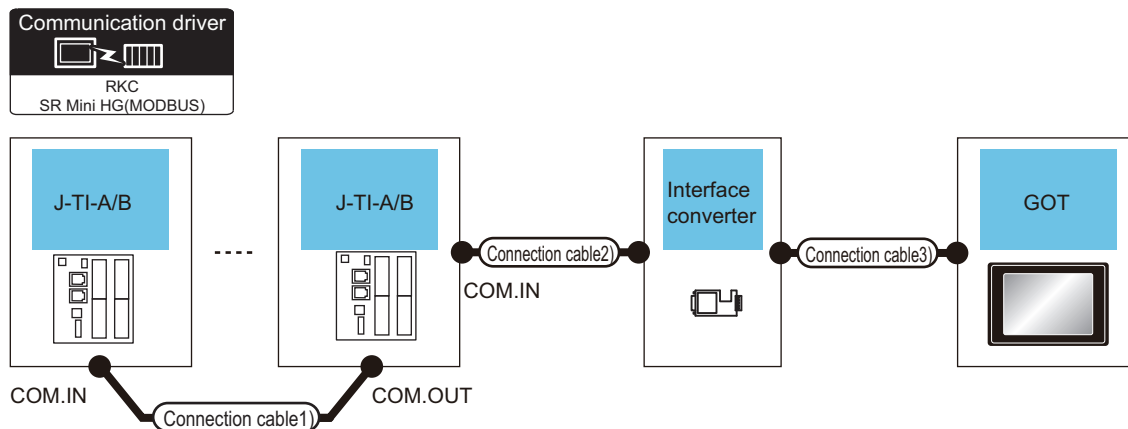 Communication driver
RKC
SR Mini HG(MODBUS)
J-TI-A/B
J-TI-A/B
Interface
converter
GOT
Connection cable2)
Connection cable3)
COM.IN
COM.IN
COM.OUT
Connection cable1)